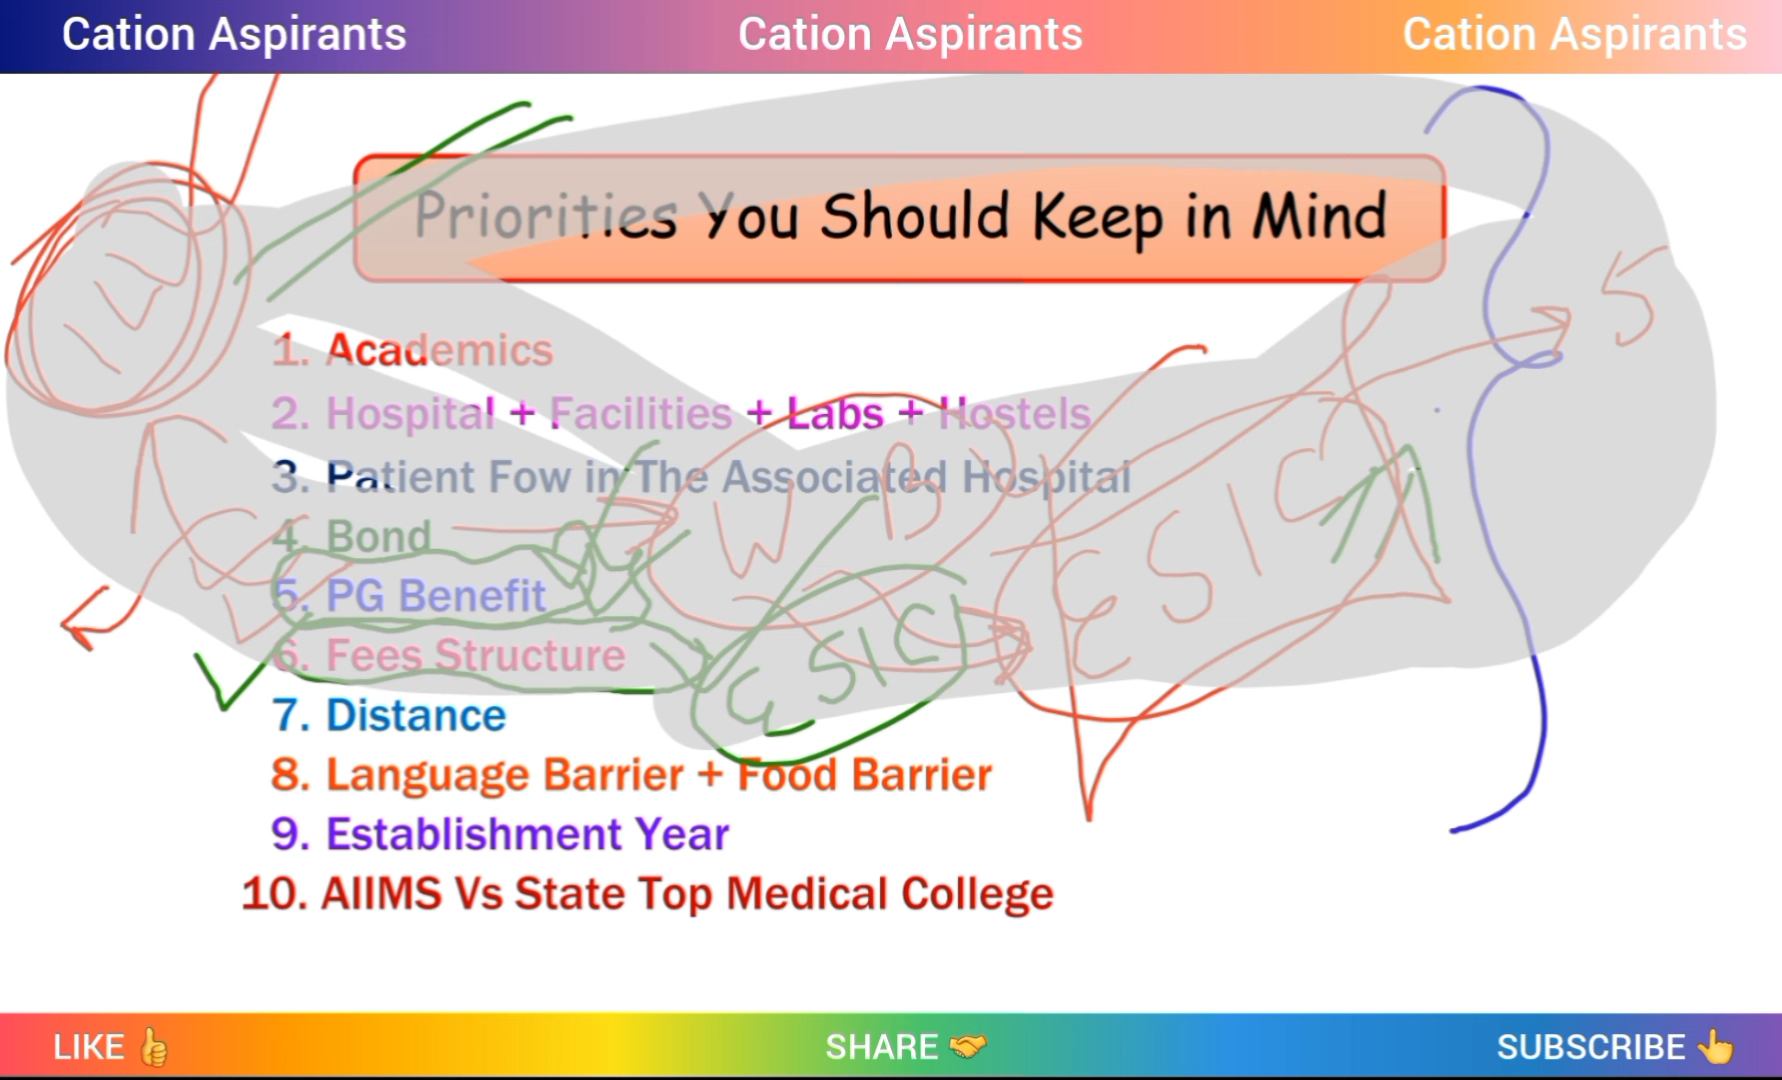 Cation Aspirants Cation Aspirants Cation Aspirants
Priorities You Should Keep in Mind
1. Academics
2. Hospital + Facilities + Labs + Hostels
3. Patient Fow in The Associated Hospital
4. Bond
5. PG Benefit
6. Fees Structure
7. Distance
8. Language Barrier + Food Barrier
9. Establishment Year
10. AIIMS Vs State Top Medical College
WB
ESIC
ESIC
5
LIKE 👍 SHARE 🤝 SUBSCRIBE 👆